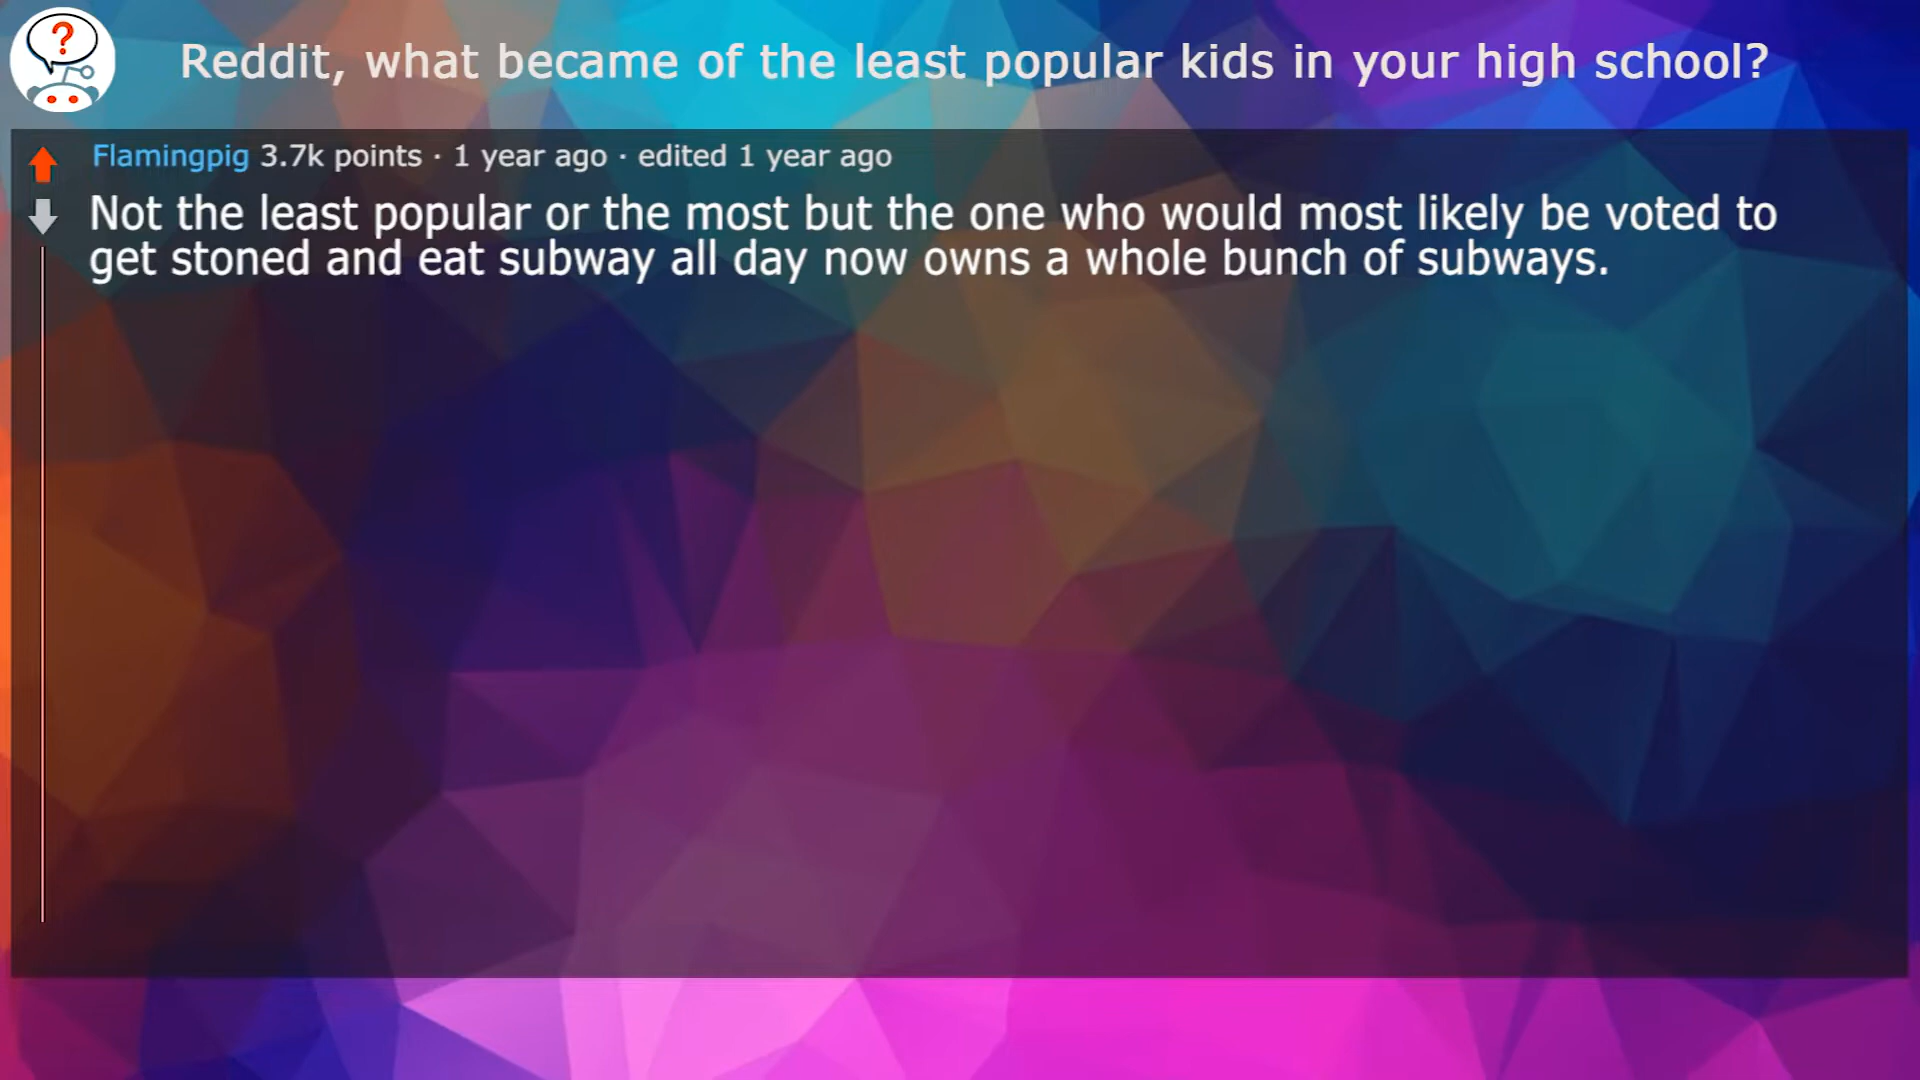 ?
Reddit, what became of the least popular kids in your high school?
Flamingpig 3.7k points · 1 year ago · edited 1 year ago
Not the least popular or the most but the one who would most likely be voted to
get stoned and eat subway all day now owns a whole bunch of subways.